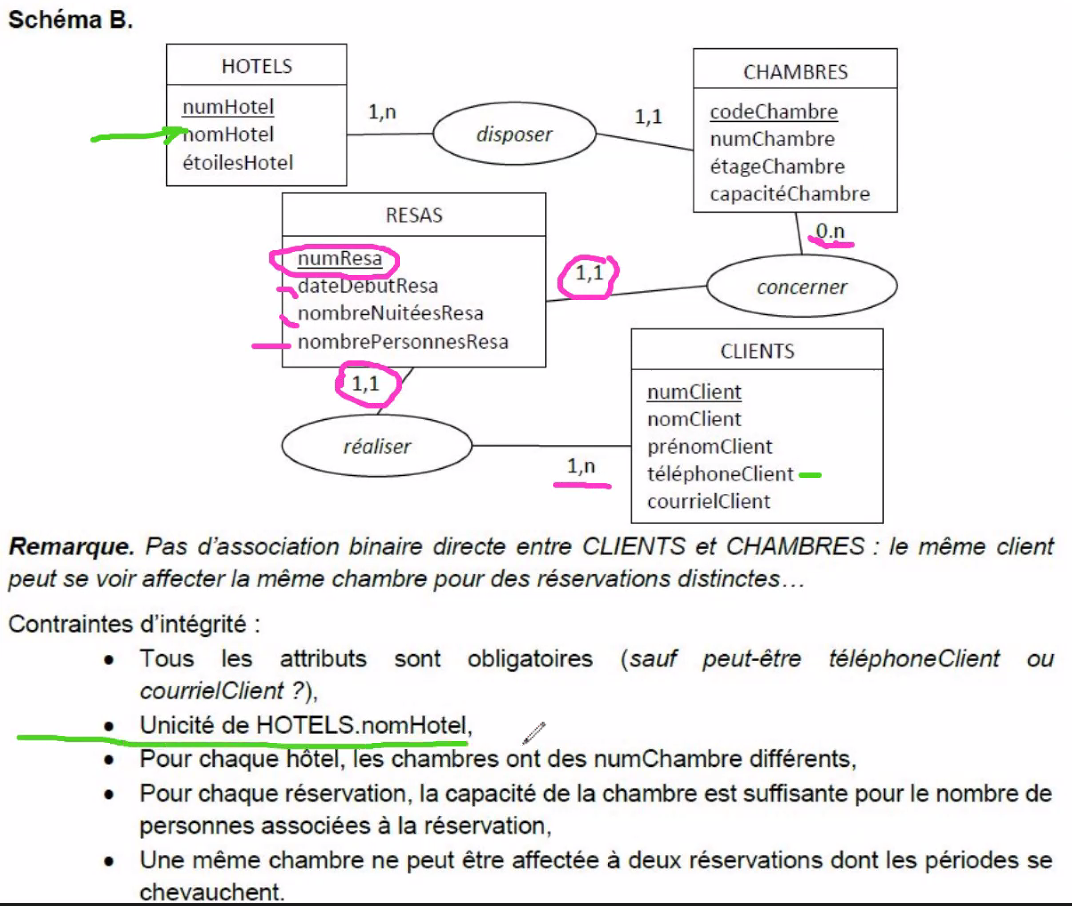 Schéma B.
HOTELS
numHotel
nomHotel
étoilesHotel
1,n
disposer
1,1
CHAMBRES
codeChambre
numChambre
étageChambre
capacitéChambre
RESAS
numResa
dateDébutResa
nombreNuitéesResa
nombrePersonnesResa
1,1
concerner
0.n
1,1
réaliser
1,n
CLIENTS
numClient
nomClient
prénomClient
téléphoneClient
courrielClient
Remarque. Pas d'association binaire directe entre CLIENTS et CHAMBRES : le même client
peut se voir affecter la même chambre pour des réservations distinctes…
Contraintes d'intégrité :
• Tous les attributs sont obligatoires (sauf peut-être téléphoneClient ou
courrielClient ?),
• Unicité de HOTELS.nomHotel,
• Pour chaque hôtel, les chambres ont des numChambre différents,
• Pour chaque réservation, la capacité de la chambre est suffisante pour le nombre de
personnes associées à la réservation,
• Une même chambre ne peut être affectée à deux réservations dont les périodes se
chevauchent.